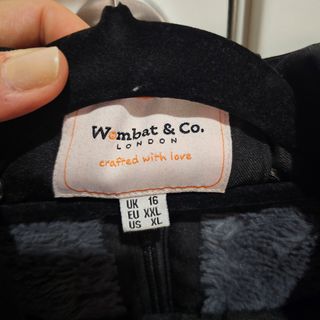 Wombat & Co.
LONDON
crafted with love
UK 16
EU XXL
US XL